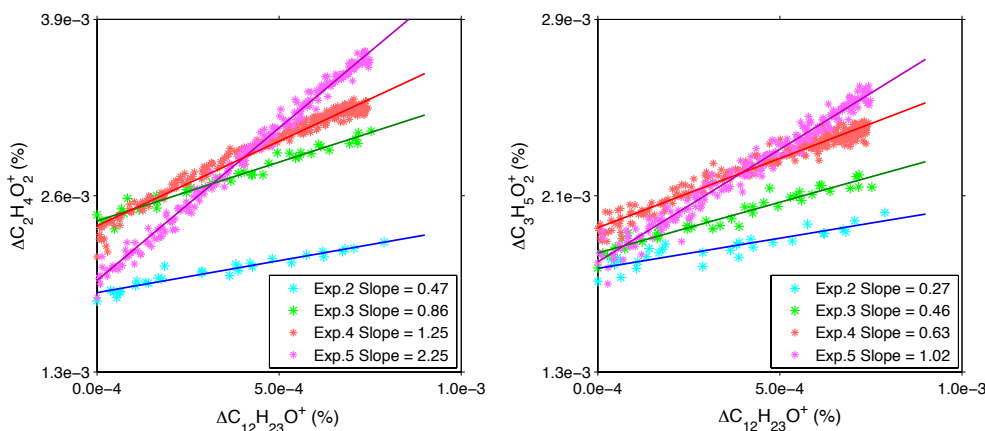 3.9e−3
2.6e−3
1.3e−3
ΔC₂H₄O₂⁺ (%)
Exp.2 Slope = 0.47
Exp.3 Slope = 0.86
Exp.4 Slope = 1.25
Exp.5 Slope = 2.25
0.0e−4 5.0e−4 1.0e−3
ΔC₁₂H₂₃O⁺ (%)
2.9e−3
2.1e−3
1.3e−3
ΔC₃H₅O₂⁺ (%)
Exp.2 Slope = 0.27
Exp.3 Slope = 0.46
Exp.4 Slope = 0.63
Exp.5 Slope = 1.02
0.0e−4 5.0e−4 1.0e−3
ΔC₁₂H₂₃O⁺ (%)